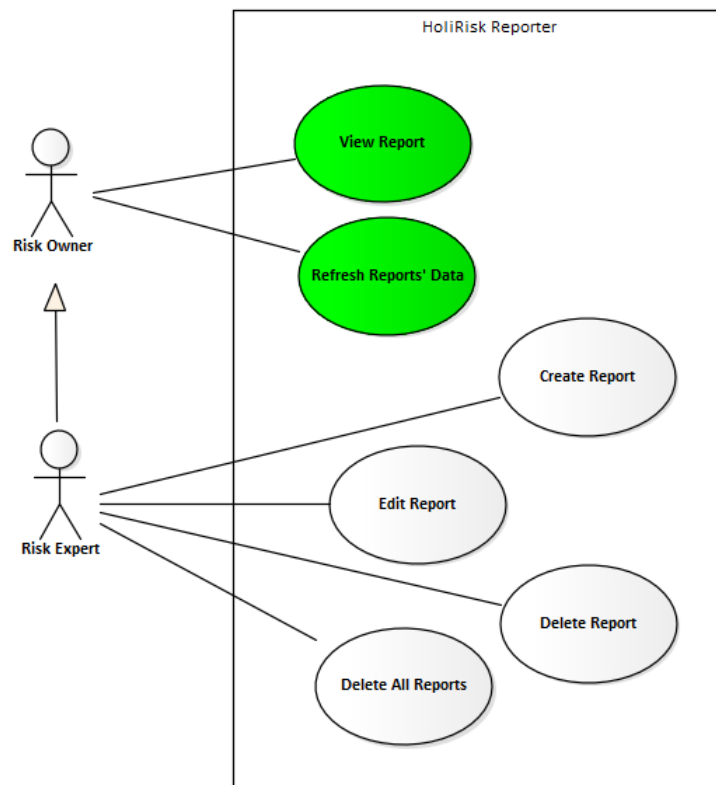 HoliRisk Reporter
View Report
Risk Owner
Refresh Reports' Data
Create Report
Edit Report
Risk Expert
Delete Report
Delete All Reports